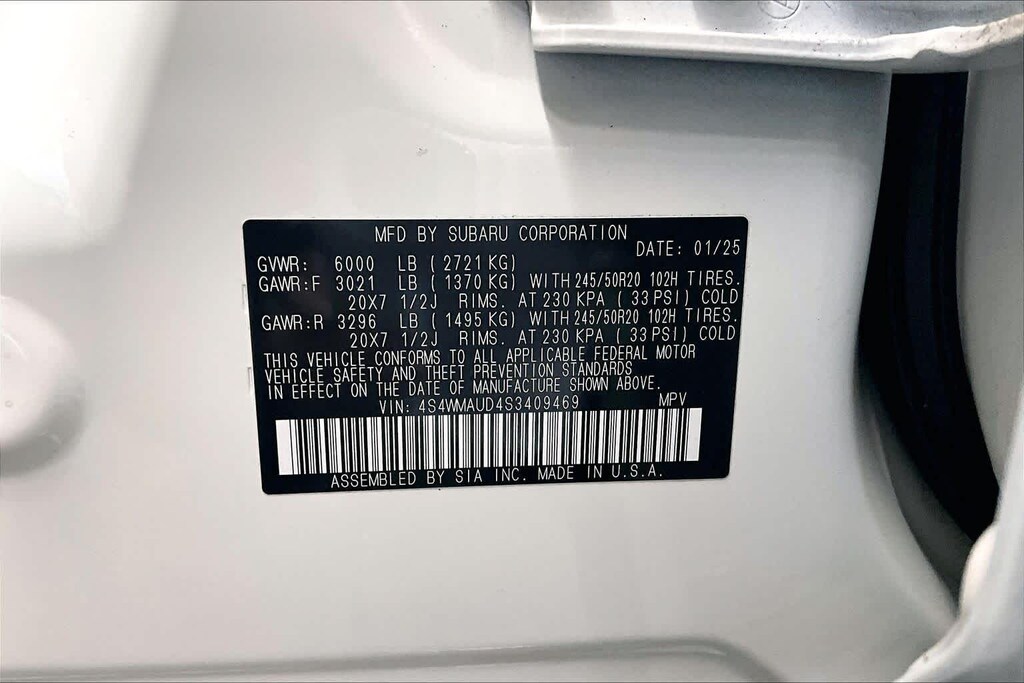 MFD BY SUBARU CORPORATION
DATE: 01/25
GVWR: 6000 LB ( 2721 KG)
GAWR:F 3021 LB ( 1370 KG) WITH 245/50R20 102H TIRES.
20X7 1/2J RIMS. AT 230 KPA ( 33 PSI) COLD
GAWR:R 3296 LB ( 1495 KG) WITH 245/50R20 102H TIRES.
20X7 1/2J RIMS. AT 230 KPA ( 33 PSI) COLD
THIS VEHICLE CONFORMS TO ALL APPLICABLE FEDERAL MOTOR
VEHICLE SAFETY AND THEFT PREVENTION STANDARDS
IN EFFECT ON THE DATE OF MANUFACTURE SHOWN ABOVE.
VIN: 4S4WMAUD4S3409469 MPV
ASSEMBLED BY SIA INC. MADE IN U.S.A.